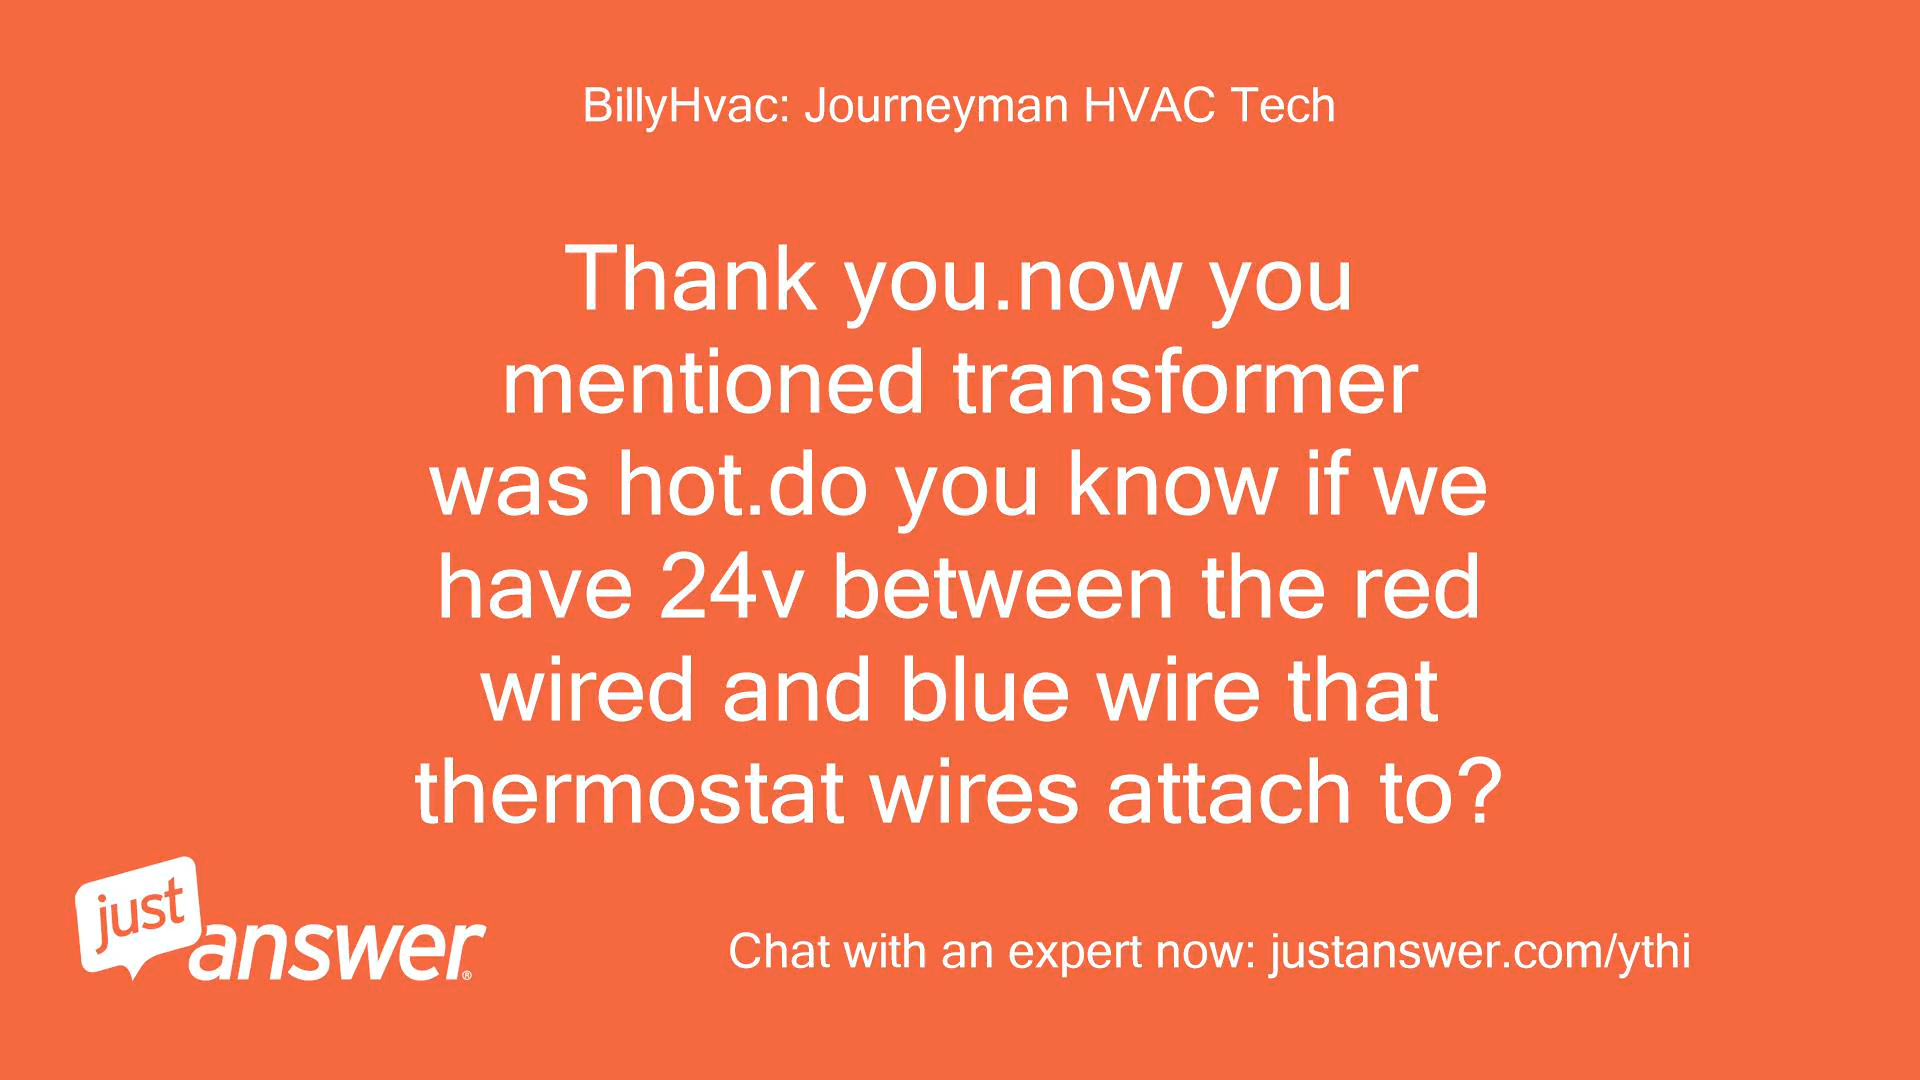 BillyHvac: Journeyman HVAC Tech
Thank you.now you
mentioned transformer
was hot.do you know if we
have 24v between the red
wired and blue wire that
thermostat wires attach to?
just
answer®
Chat with an expert now: justanswer.com/ythi